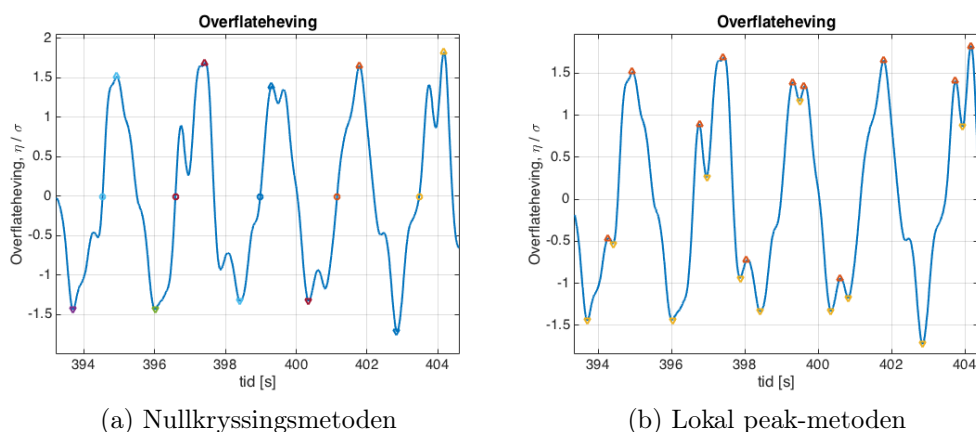 Overflateheving
Overflateheving, η / σ
2
1.5
1
0.5
0
-0.5
-1
-1.5
394 396 398 400 402 404
tid [s]
(a) Nullkryssingsmetoden
Overflateheving
Overflateheving, η / σ
1.5
1
0.5
0
-0.5
-1
-1.5
394 396 398 400 402 404
tid [s]
(b) Lokal peak-metoden